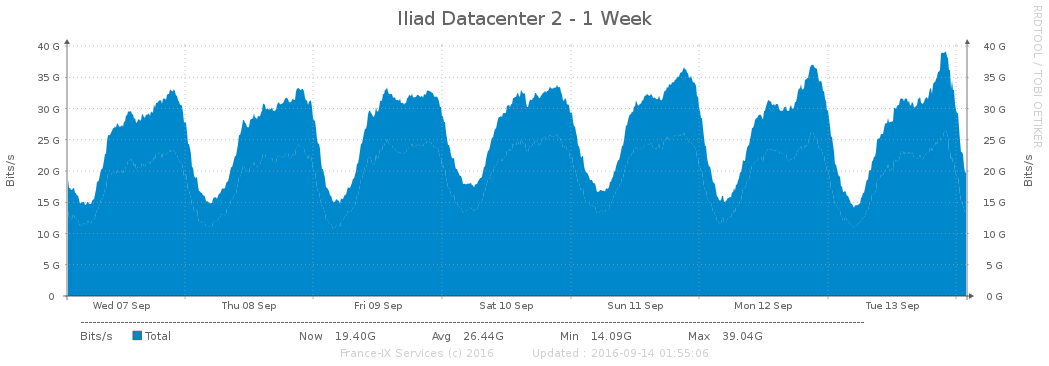 Iliad Datacenter 2 - 1 Week
RRDTOOL / TOBI OETIKER
40 G 40 G
35 G 35 G
30 G 30 G
25 G 25 G
20 G 20 G
15 G 15 G
10 G 10 G
5 G 5 G
0 0 G
Bits/s
Bits/s
Wed 07 Sep Thu 08 Sep Fri 09 Sep Sat 10 Sep Sun 11 Sep Mon 12 Sep Tue 13 Sep
Bits/s Total Now 19.40G Avg 26.44G Min 14.09G Max 39.04G
France-IX Services (c) 2016 Updated : 2016-09-14 01:55:06